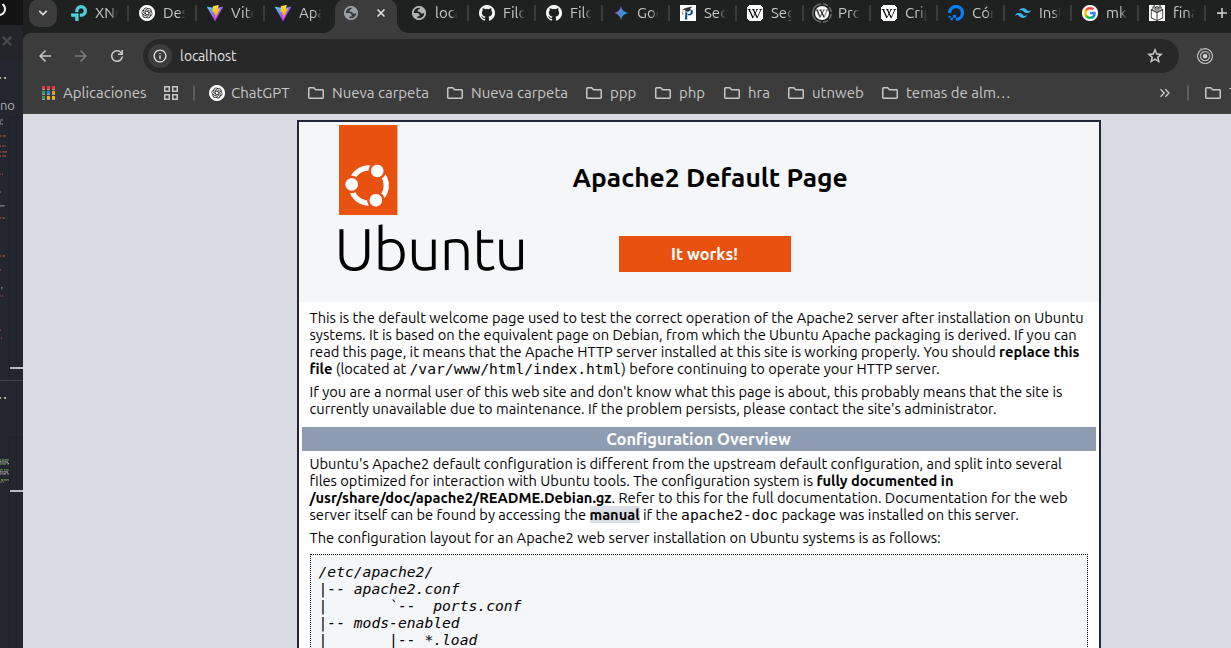 XN
Des
Vit
Apa
loc
Filo
Filo
Go
Sec
Seg
Pro
Crip
Cór
Ins
mk
fina
localhost
Aplicaciones
ChatGPT
Nueva carpeta
Nueva carpeta
ppp
php
hra
utnweb
temas de alm…
no
Apache2 Default Page
Ubuntu
It works!
This is the default welcome page used to test the correct operation of the Apache2 server after installation on Ubuntu
systems. It is based on the equivalent page on Debian, from which the Ubuntu Apache packaging is derived. If you can
read this page, it means that the Apache HTTP server installed at this site is working properly. You should replace this
file (located at /var/www/html/index.html) before continuing to operate your HTTP server.
If you are a normal user of this web site and don't know what this page is about, this probably means that the site is
currently unavailable due to maintenance. If the problem persists, please contact the site's administrator.
Configuration Overview
Ubuntu's Apache2 default configuration is different from the upstream default configuration, and split into several
files optimized for interaction with Ubuntu tools. The configuration system is fully documented in
/usr/share/doc/apache2/README.Debian.gz. Refer to this for the full documentation. Documentation for the web
server itself can be found by accessing the manual if the apache2-doc package was installed on this server.
The configuration layout for an Apache2 web server installation on Ubuntu systems is as follows:
/etc/apache2/
|-- apache2.conf
|       `--  ports.conf
|-- mods-enabled
|       |-- *.load